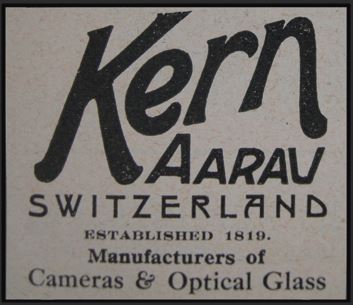 Kern
AARAU
SWITZERLAND
ESTABLISHED 1819.
Manufacturers of
Cameras & Optical Glass